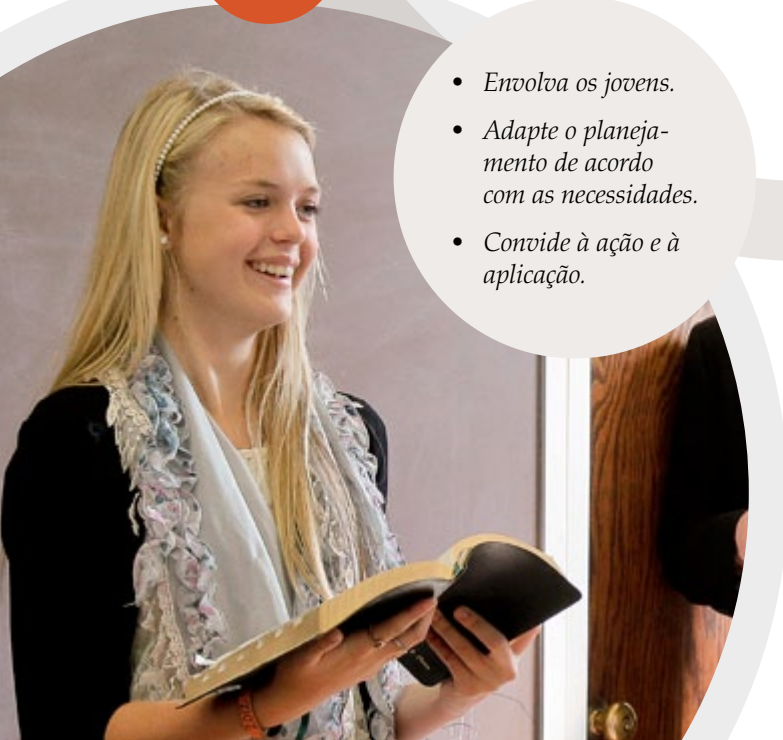 • Envolva os jovens.
• Adapte o planeja-
mento de acordo
com as necessidades.
• Convide à ação e à
aplicação.